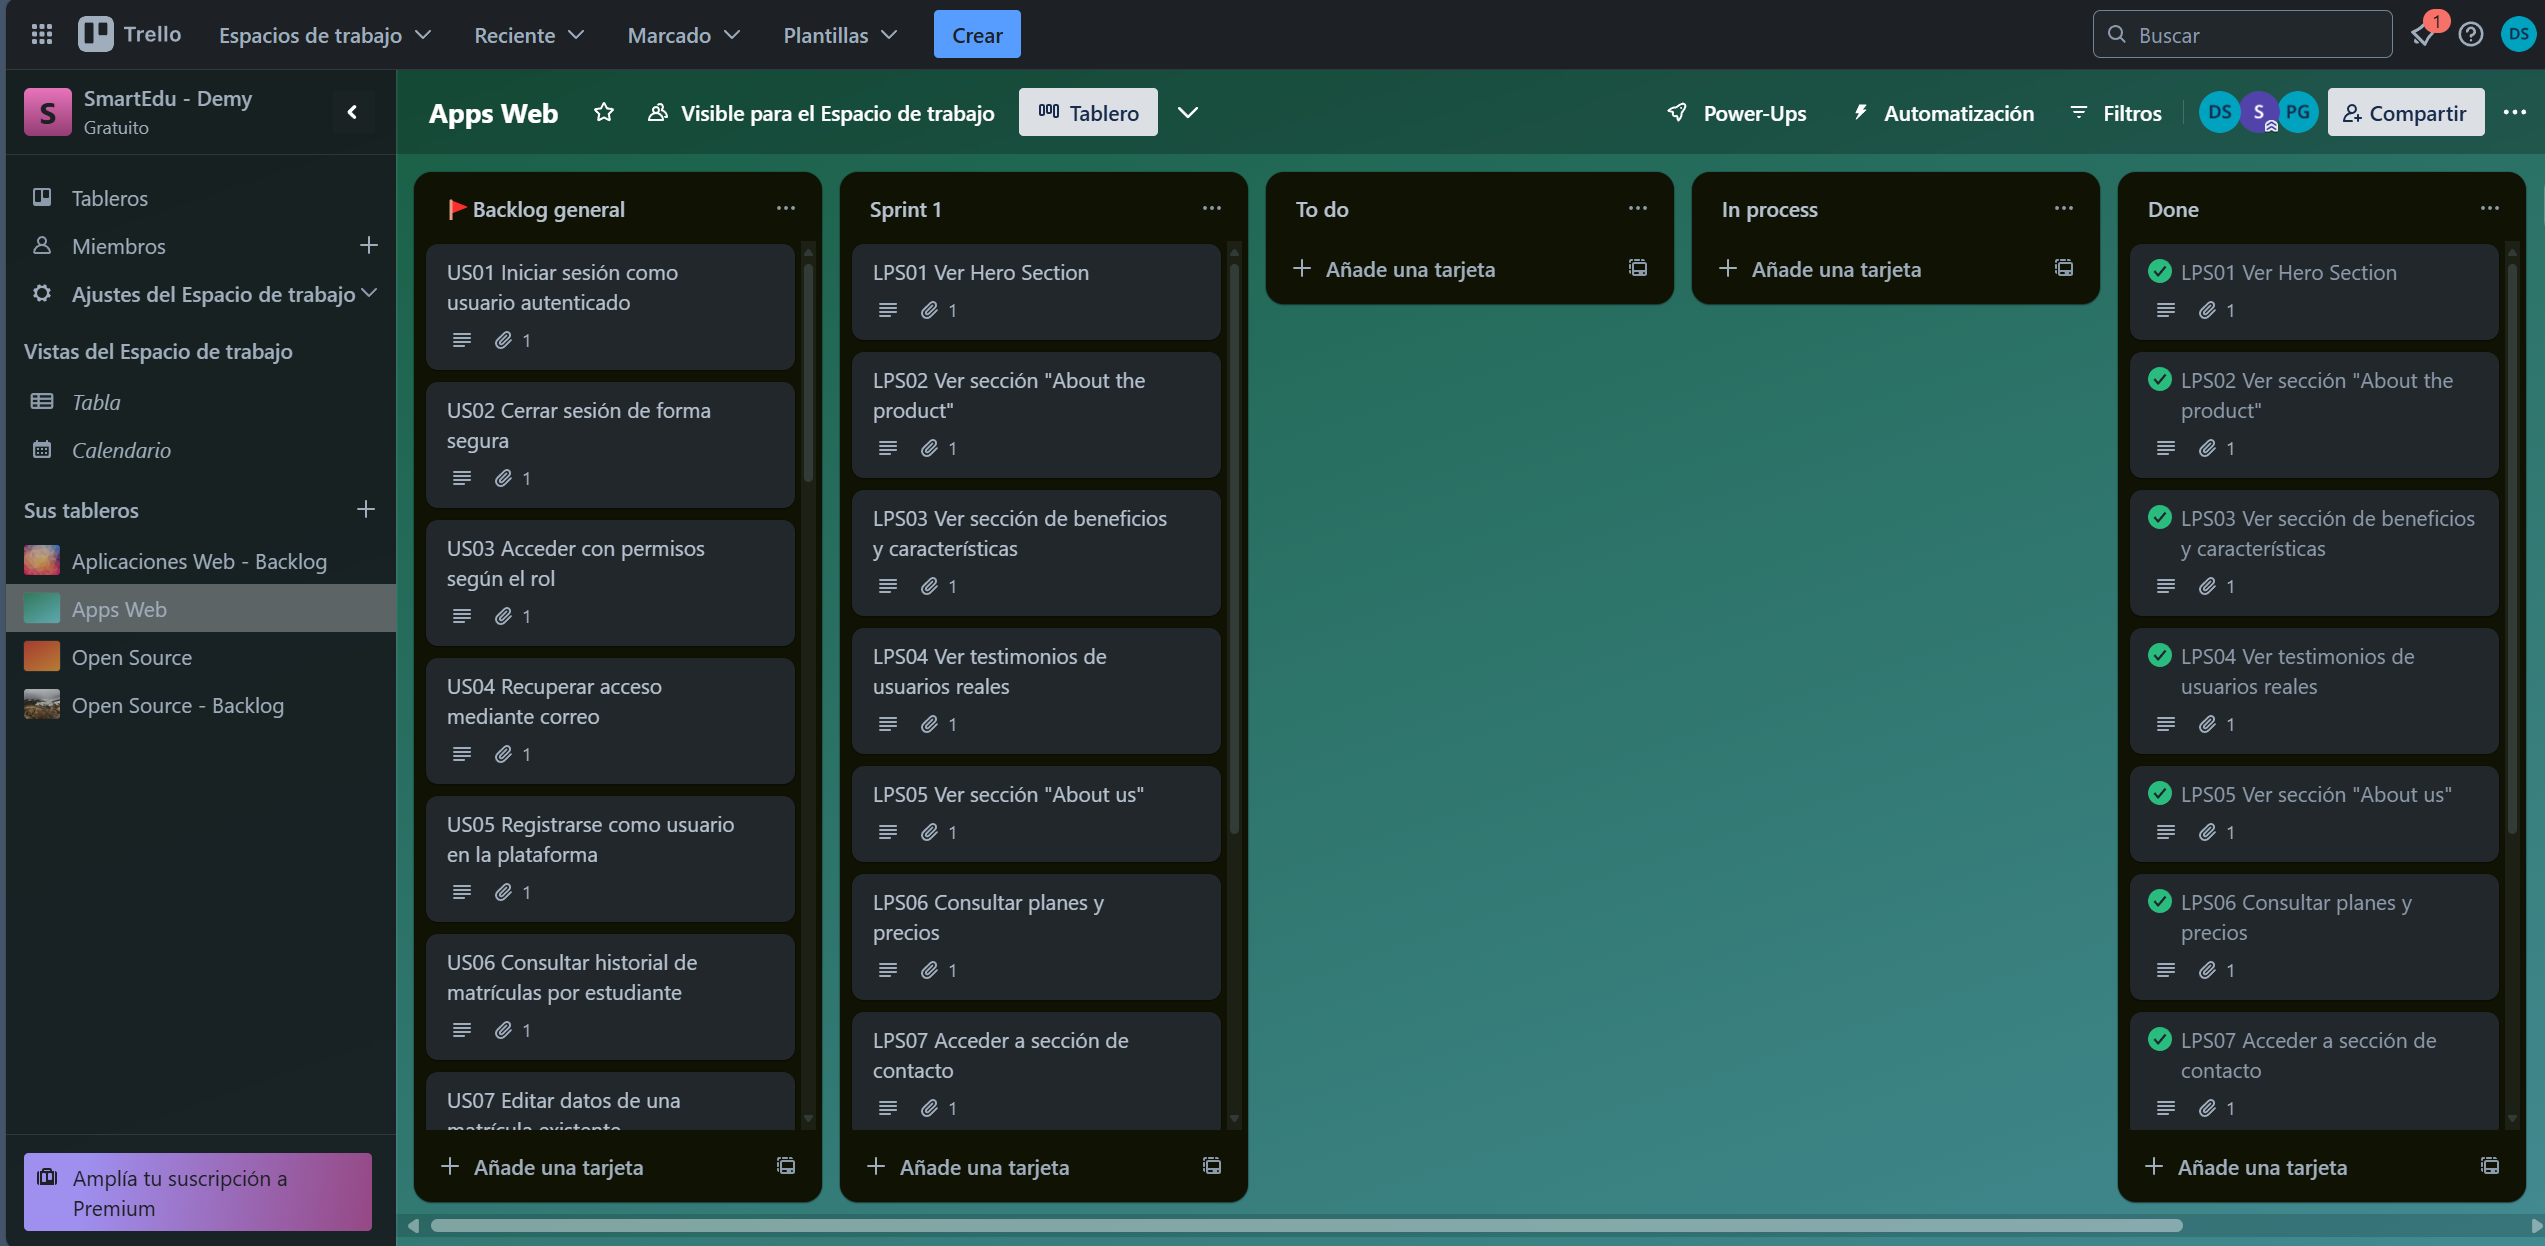 Trello
Espacios de trabajo
Reciente
Marcado
Plantillas
Crear
Buscar
1
DS
S
SmartEdu - Demy
Gratuito
Apps Web
Visible para el Espacio de trabajo
Tablero
Power-Ups
Automatización
Filtros
DS
S
PG
Compartir
Tableros
Miembros
Ajustes del Espacio de trabajo
Vistas del Espacio de trabajo
Tabla
Calendario
Sus tableros
Aplicaciones Web - Backlog
Apps Web
Open Source
Open Source - Backlog
Amplía tu suscripción a
Premium
Backlog general
US01 Iniciar sesión como
usuario autenticado
1
US02 Cerrar sesión de forma
segura
1
US03 Acceder con permisos
según el rol
1
US04 Recuperar acceso
mediante correo
1
US05 Registrarse como usuario
en la plataforma
1
US06 Consultar historial de
matrículas por estudiante
1
US07 Editar datos de una
matrícula existente
Añade una tarjeta
Sprint 1
LPS01 Ver Hero Section
1
LPS02 Ver sección "About the
product"
1
LPS03 Ver sección de beneficios
y características
1
LPS04 Ver testimonios de
usuarios reales
1
LPS05 Ver sección "About us"
1
LPS06 Consultar planes y
precios
1
LPS07 Acceder a sección de
contacto
1
Añade una tarjeta
To do
Añade una tarjeta
In process
Añade una tarjeta
Done
LPS01 Ver Hero Section
1
LPS02 Ver sección "About the
product"
1
LPS03 Ver sección de beneficios
y características
1
LPS04 Ver testimonios de
usuarios reales
1
LPS05 Ver sección "About us"
1
LPS06 Consultar planes y
precios
1
LPS07 Acceder a sección de
contacto
1
Añade una tarjeta